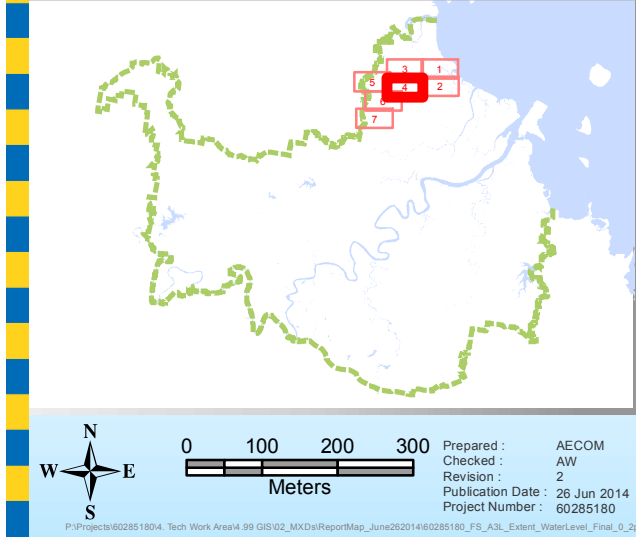 3 1
5 4 2
6
7
N
W E
S
0 100 200 300
Meters
Prepared : AECOM
Checked : AW
Revision : 2
Publication Date : 26 Jun 2014
Project Number : 60285180
P:\Projects\60285180\4. Tech Work Area\4.99 GIS\02_MXDs\ReportMap_June262014\60285180_FS_A3L_Extent_WaterLevel_Final_0_2p